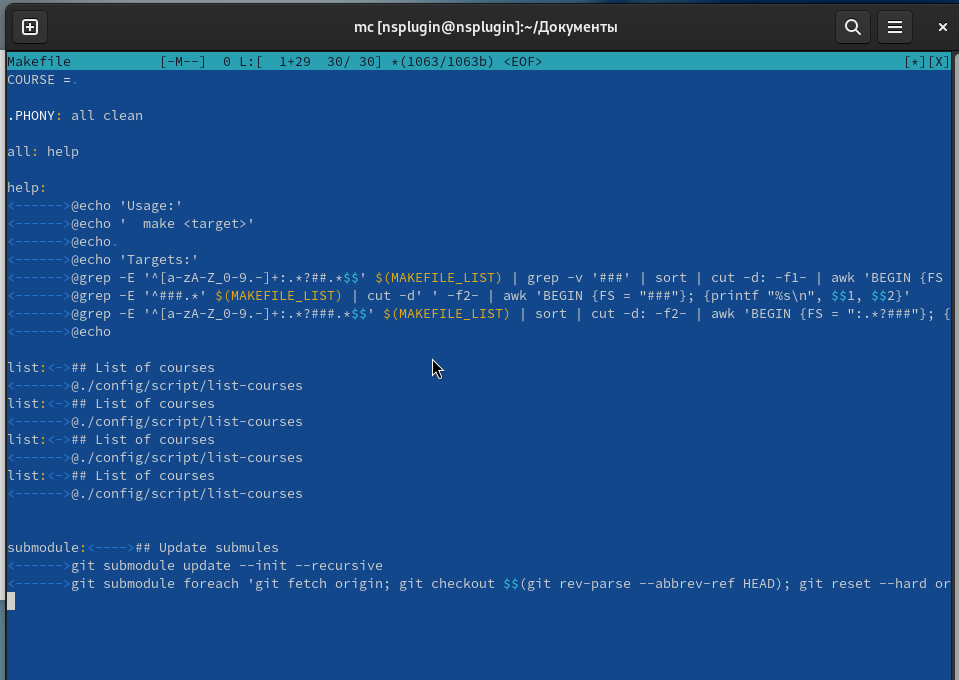 mc [nsplugin@nsplugin]:~/Документы
Makefile [-M--] 0 L:[ 1+29 30/ 30] *(1063/1063b) <EOF> [*][X]
COURSE =.
.PHONY: all clean
all: help
help:
<------>@echo 'Usage:'
<------>@echo '  make <target>'
<------>@echo.
<------>@echo 'Targets:'
<------>@grep -E '^[a-zA-Z_0-9.-]+:.*?##.*$$' $(MAKEFILE_LIST) | grep -v '###' | sort | cut -d: -f1- | awk 'BEGIN {FS
<------>@grep -E '^###.*' $(MAKEFILE_LIST) | cut -d' ' -f2- | awk 'BEGIN {FS = "###"}; {printf "%s\n", $$1, $$2}'
<------>@grep -E '^[a-zA-Z_0-9.-]+:.*?###.*$$' $(MAKEFILE_LIST) | sort | cut -d: -f2- | awk 'BEGIN {FS = ":.*?###"}; {
<------>@echo
list:<->## List of courses
<------>@./config/script/list-courses
list:<->## List of courses
<------>@./config/script/list-courses
list:<->## List of courses
<------>@./config/script/list-courses
list:<->## List of courses
<------>@./config/script/list-courses
submodule:<---->## Update submules
<------>git submodule update --init --recursive
<------>git submodule foreach 'git fetch origin; git checkout $$(git rev-parse --abbrev-ref HEAD); git reset --hard or